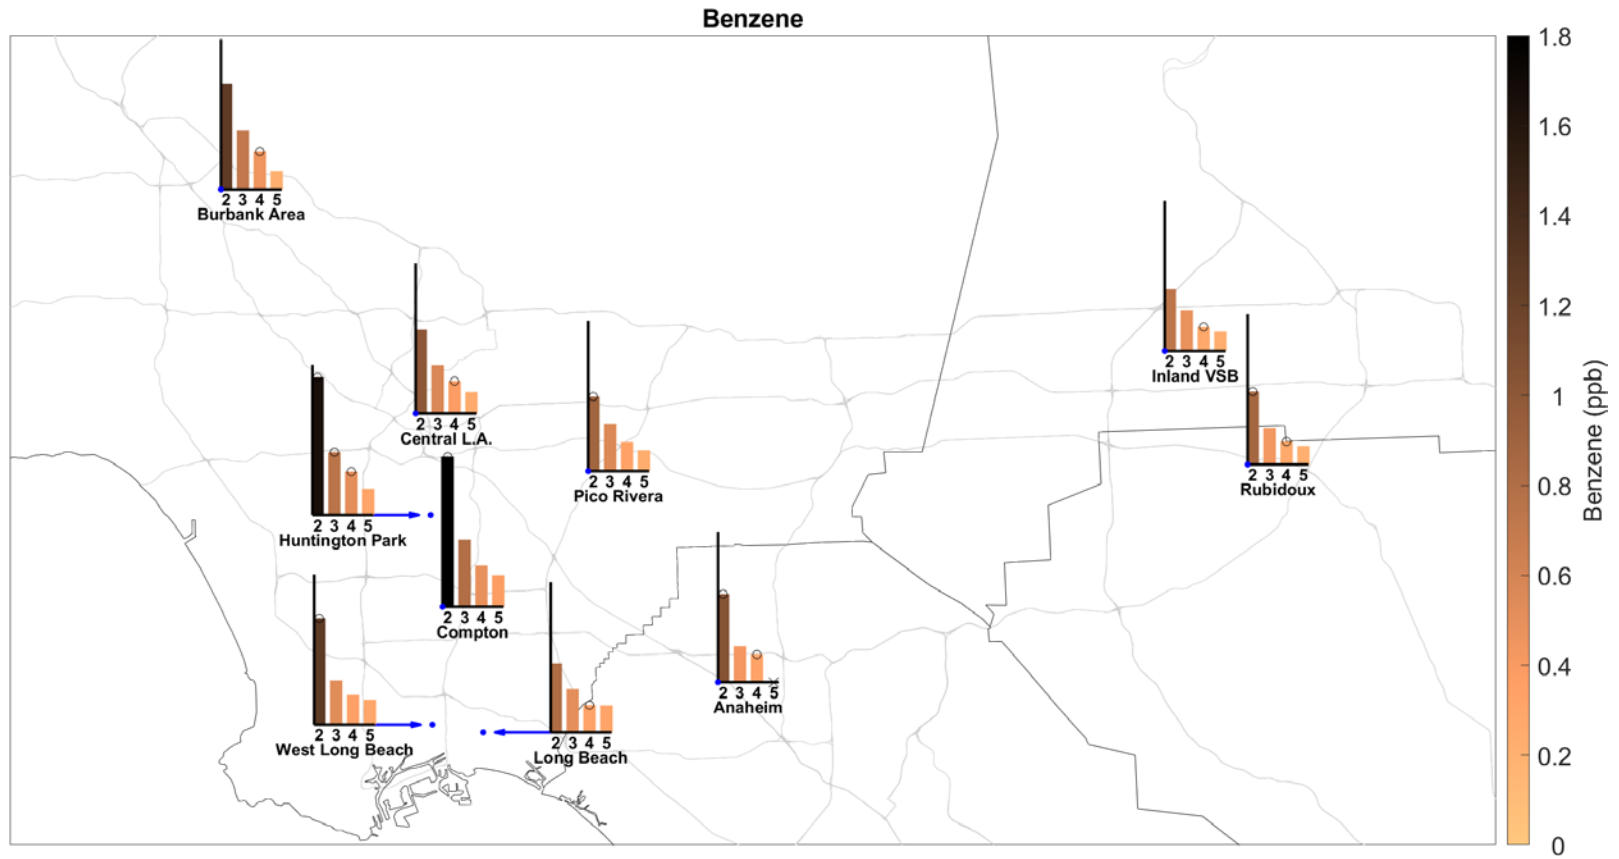 Benzene
2 3 4 5
Burbank Area
2 3 4 5
Central L.A.
2 3 4 5
Pico Rivera
2 3 4 5
Inland VSB
2 3 4 5
Rubidoux
2 3 4 5
Huntington Park
2 3 4 5
Compton
2 3 4 5
West Long Beach
2 3 4 5
Long Beach
2 3 4 5
Anaheim
1.8
1.6
1.4
1.2
1
0.8
0.6
0.4
0.2
0
Benzene (ppb)